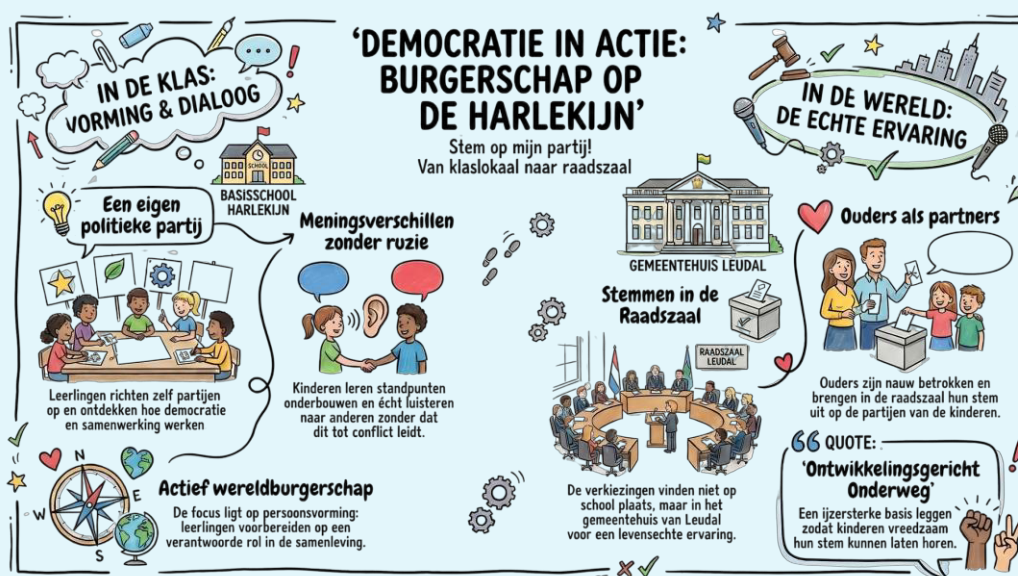 'DEMOCRATIE IN ACTIE:
BURGERSCHAP OP
DE HARLEKIJN'
Stem op mijn partij!
Van klaslokaal naar raadszaal
IN DE KLAS:
VORMING & DIALOOG
SCHOOL
BASISSCHOOL
HARLEKIJN
Een eigen
politieke partij
Leerlingen richten zelf partijen
op en ontdekken hoe democratie
en samenwerking werken
Meningsverschillen
zonder ruzie
Kinderen leren standpunten
onderbouwen en écht luisteren
naar anderen zonder dat
dit tot conflict leidt.
N
E
S
W
Actief wereldburgerschap
De focus ligt op persoonsvorming:
leerlingen voorbereiden op een
verantwoorde rol in de samenleving.
IN DE WERELD:
DE ECHTE ERVARING
GEMEENTEHUIS LEUDAL
Stemmen in de
Raadszaal
RAADSZAAL
LEUDAL
De verkiezingen vinden niet op
school plaats, maar in het
gemeentehuis van Leudal
voor een levensechte ervaring.
Ouders als partners
Ouders zijn nauw betrokken en
brengen in de raadszaal hun stem
uit op de partijen van de kinderen.
“ QUOTE:
'Ontwikkelingsgericht
Onderweg'
Een ijzersterke basis leggen
zodat kinderen vreedzaam
hun stem kunnen laten horen.